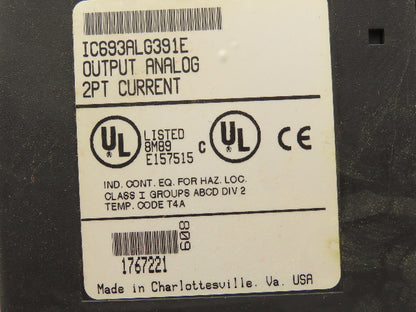 IC693ALG391E
OUTPUT ANALOG
2PT CURRENT
UL LISTED C UL CE
8M89
E157515
IND. CONT. EQ. FOR HAZ. LOC.
CLASS I GROUPS ABCD DIV 2
TEMP. CODE T4A
809
1767221
Made in Charlottesville. Va. USA